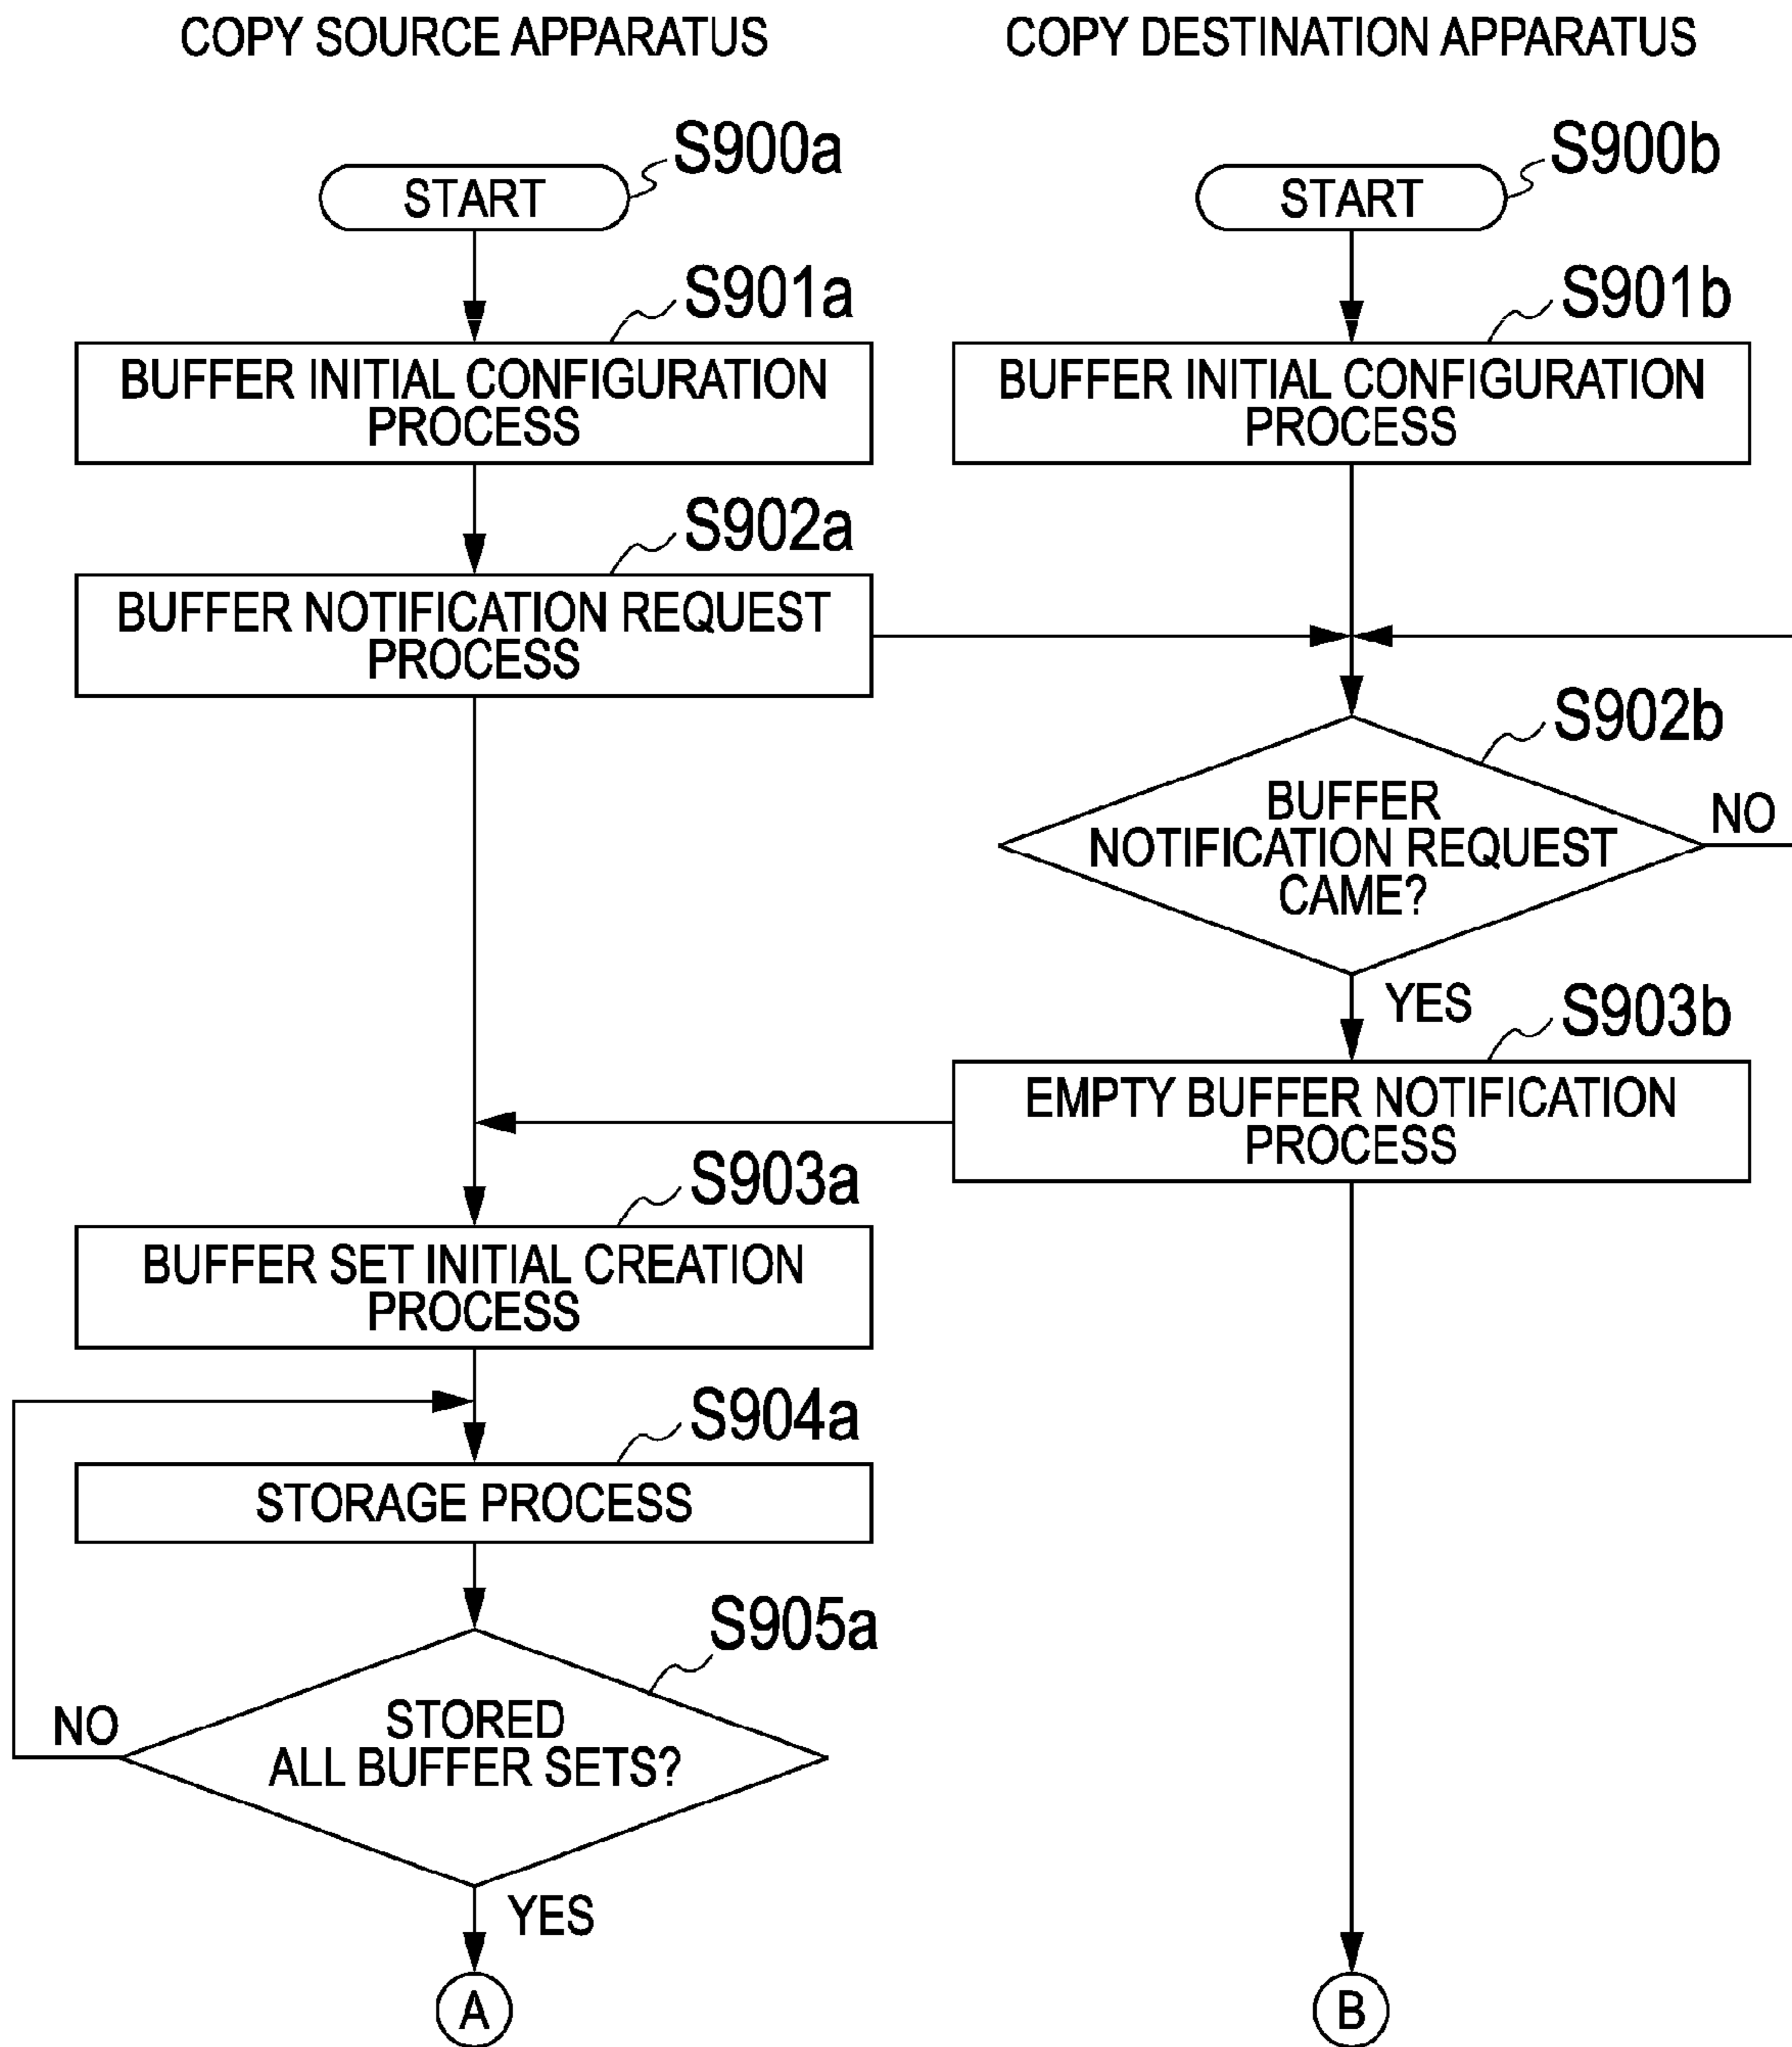 COPY SOURCE APPARATUS
COPY DESTINATION APPARATUS
S900a
START
S900b
START
S901a
BUFFER INITIAL CONFIGURATION
PROCESS
S901b
BUFFER INITIAL CONFIGURATION
PROCESS
S902a
BUFFER NOTIFICATION REQUEST
PROCESS
S902b
BUFFER
NOTIFICATION REQUEST
CAME?
NO
YES
S903b
EMPTY BUFFER NOTIFICATION
PROCESS
S903a
BUFFER SET INITIAL CREATION
PROCESS
S904a
STORAGE PROCESS
S905a
STORED
ALL BUFFER SETS?
NO
YES
A
B